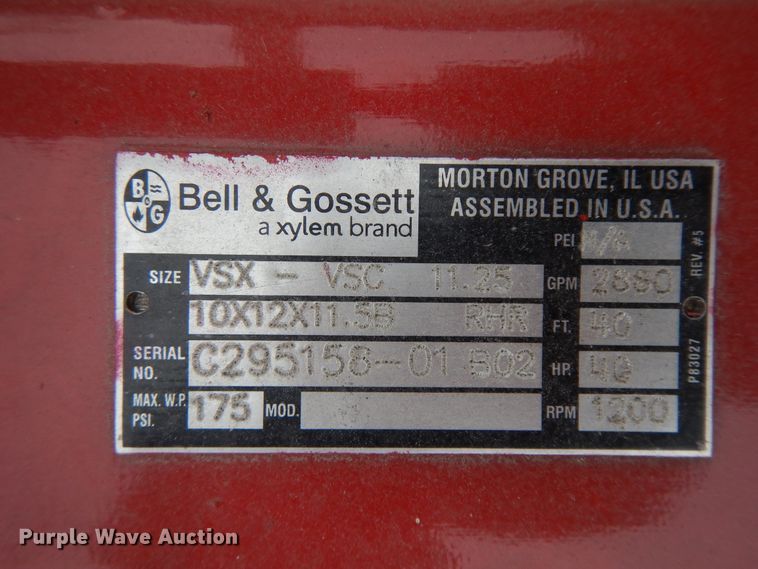 B&G
Bell & Gossett
a xylem brand
MORTON GROVE, IL USA
ASSEMBLED IN U.S.A.
PEI N/A
SIZE VSX - VSC 11.25 GPM 2880
10X12X11.5B RHR FT. 40
SERIAL NO. C295158-01 B02 HP. 40
MAX. W.P. PSI. 175 MOD. RPM 1200
REV. #5
P83027
Purple Wave Auction